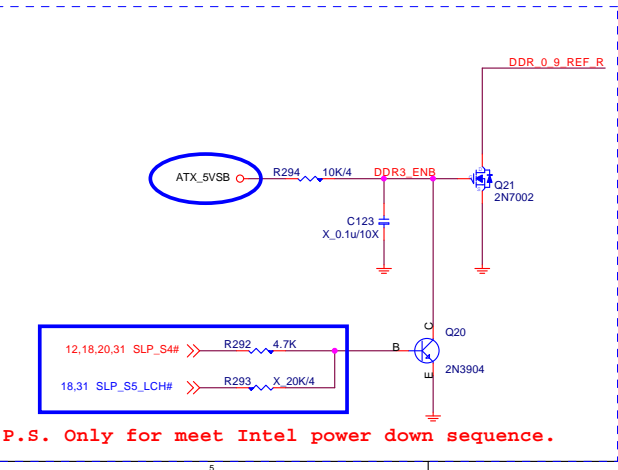 DDR_0_9_REF_R
ATX_5VSB
R294
10K/4
DDR3_ENB
Q21
2N7002
C123
X_0.1u/10X
C
Q20
12,18,20,31 SLP_S4#
R292
4.7K
B
2N3904
18,31 SLP_S5_LCH#
R293
X_20K/4
E
P.S. Only for meet Intel power down sequence.
5